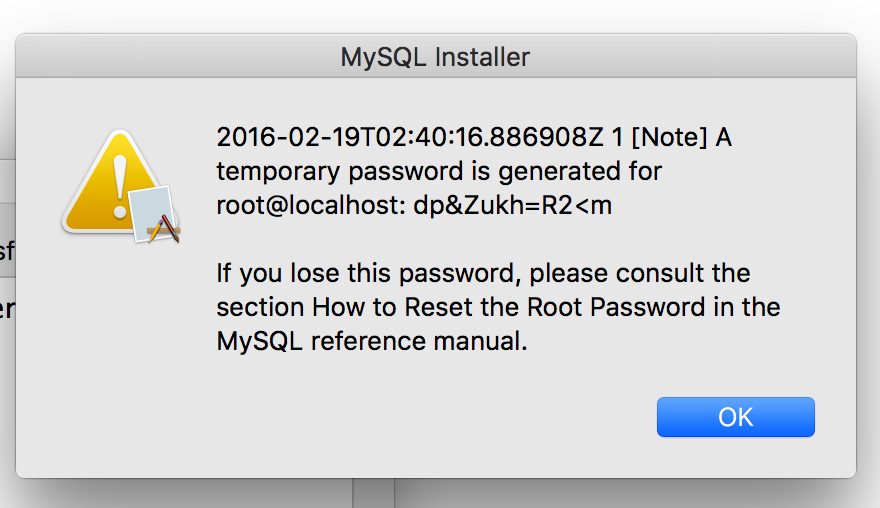 MySQL Installer
2016-02-19T02:40:16.886908Z 1 [Note] A
temporary password is generated for
root@localhost: dp&Zukh=R2<m
If you lose this password, please consult the
section How to Reset the Root Password in the
MySQL reference manual.
OK
sf
er